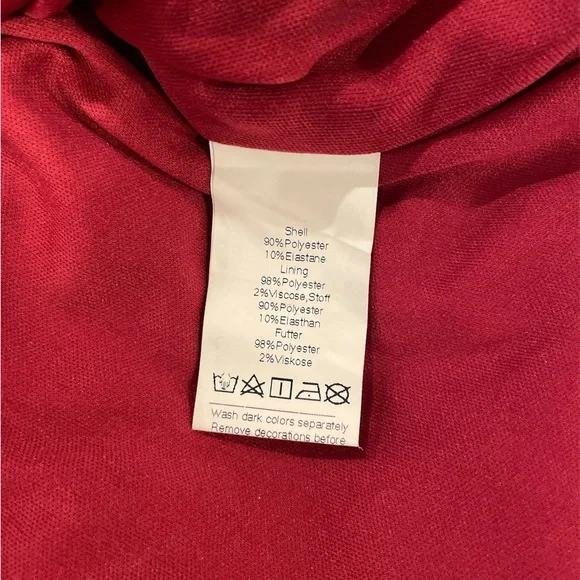 Shell
90%Polyester
10%Elastane
Lining
98%Polyester
2%Viscose,Stoff
90%Polyester
10%Elasthan
Futter
98%Polyester
2%Viskose
Wash dark colors separately
Remove decorations before